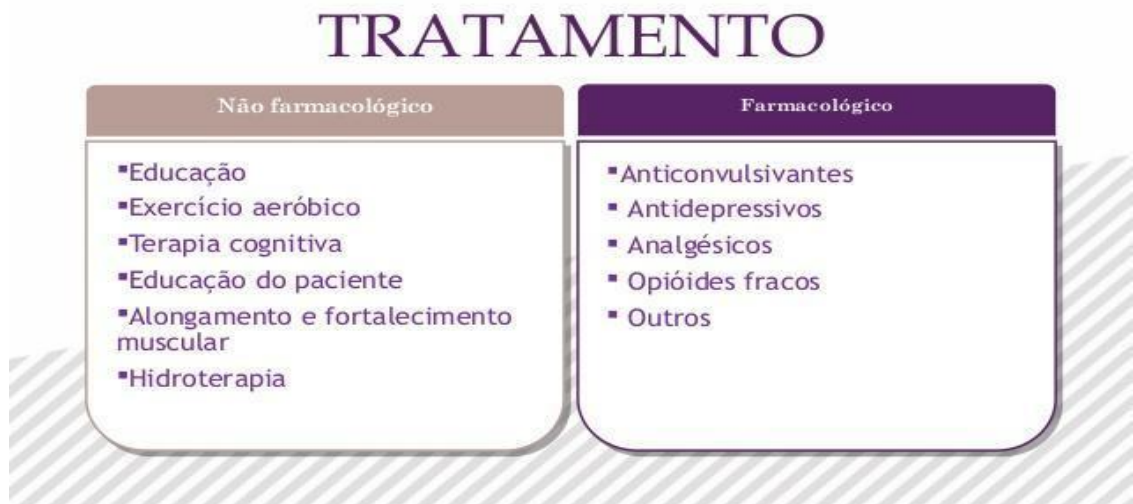 TRATAMENTO
Não farmacológico
▪Educação
▪Exercício aeróbico
▪Terapia cognitiva
▪Educação do paciente
▪Alongamento e fortalecimento
muscular
▪Hidroterapia
Farmacológico
▪Anticonvulsivantes
▪ Antidepressivos
▪ Analgésicos
▪ Opióides fracos
▪ Outros